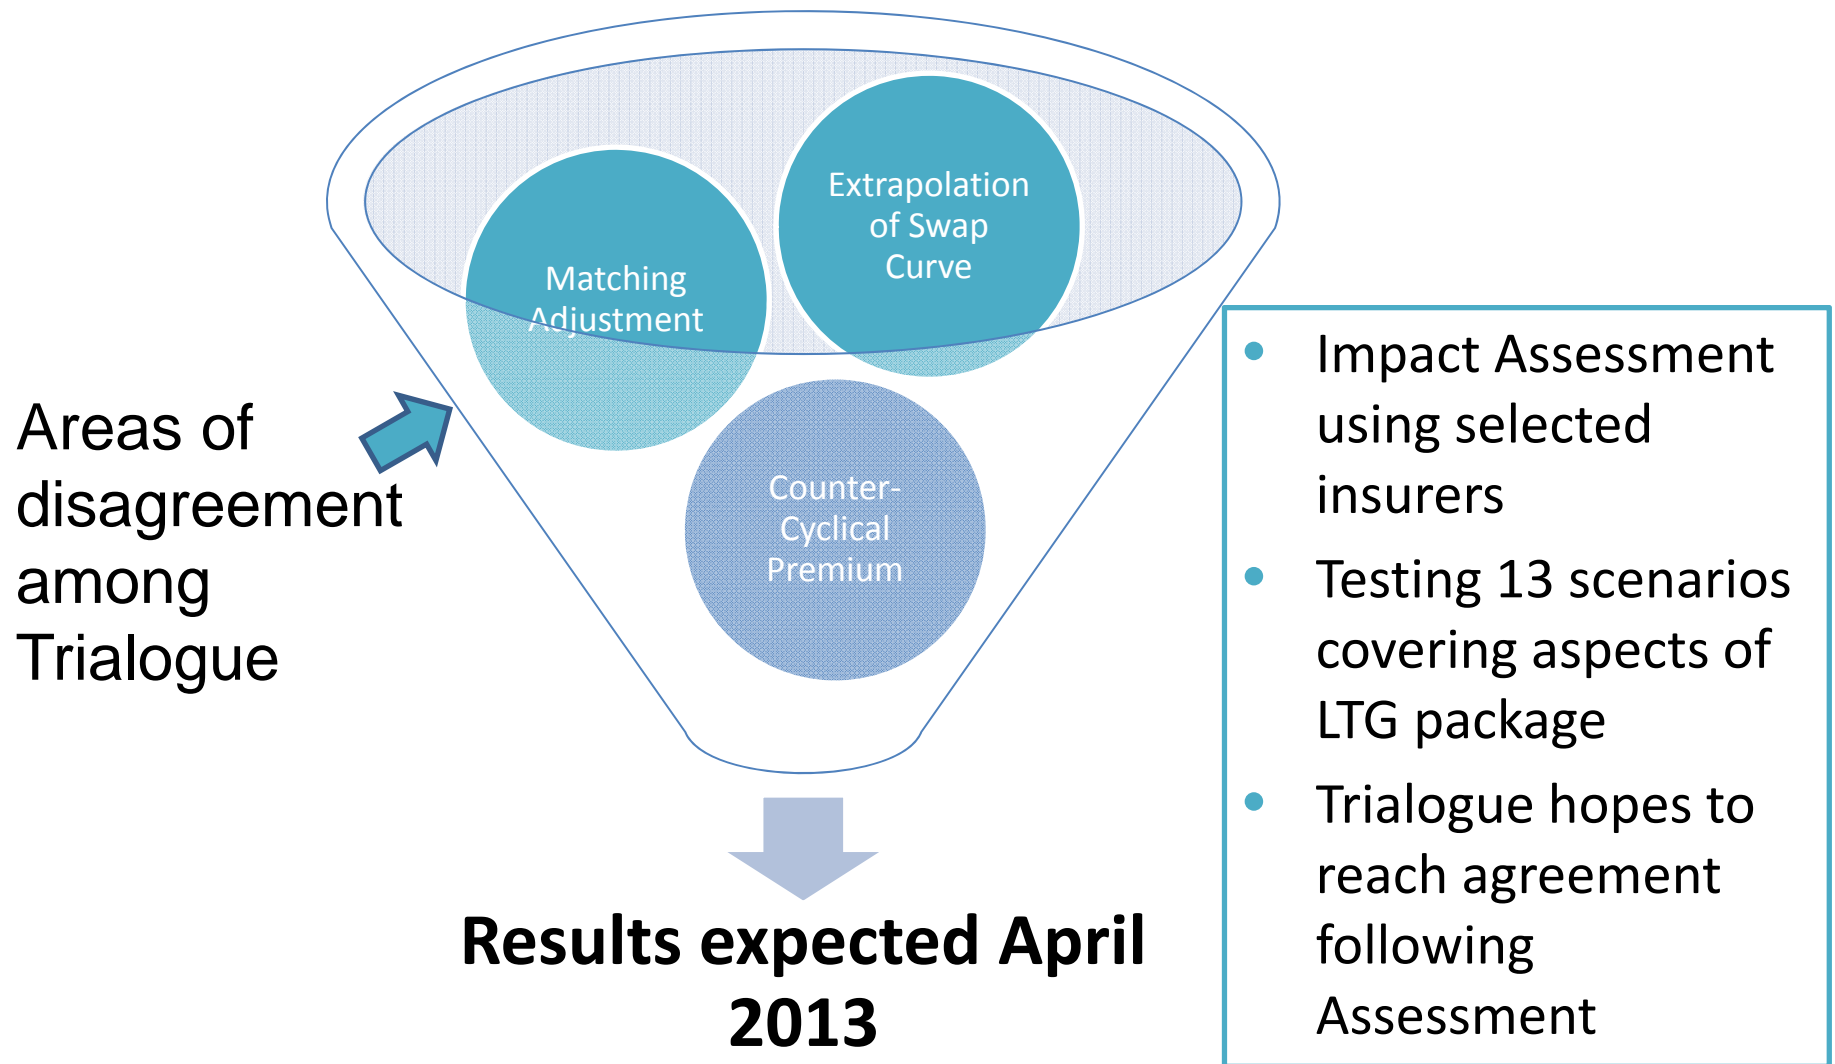 Extrapolation
of Swap
Curve
Matching
Adjustment
Counter-
Cyclical
Premium
Areas of
disagreement
among
Trialogue
Results expected April
2013
• Impact Assessment
using selected
insurers
• Testing 13 scenarios
covering aspects of
LTG package
• Trialogue hopes to
reach agreement
following
Assessment